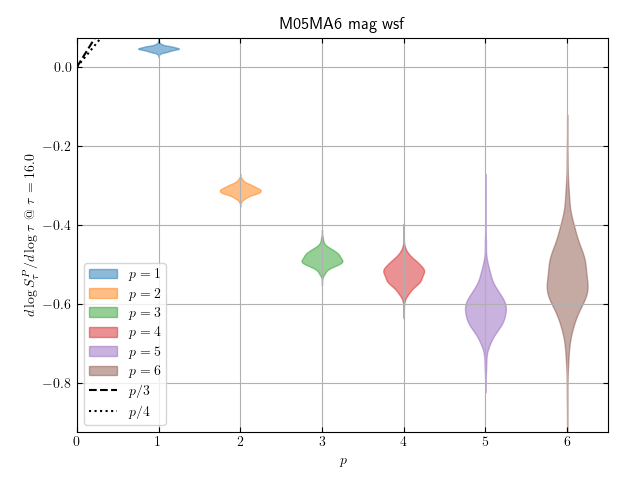 M05MA6 mag wsf
d log S_τ^P / d log τ @ τ = 16.0
0.0
−0.2
−0.4
−0.6
−0.8
p = 1
p = 2
p = 3
p = 4
p = 5
p = 6
p/3
p/4
0 1 2 3 4 5 6
p